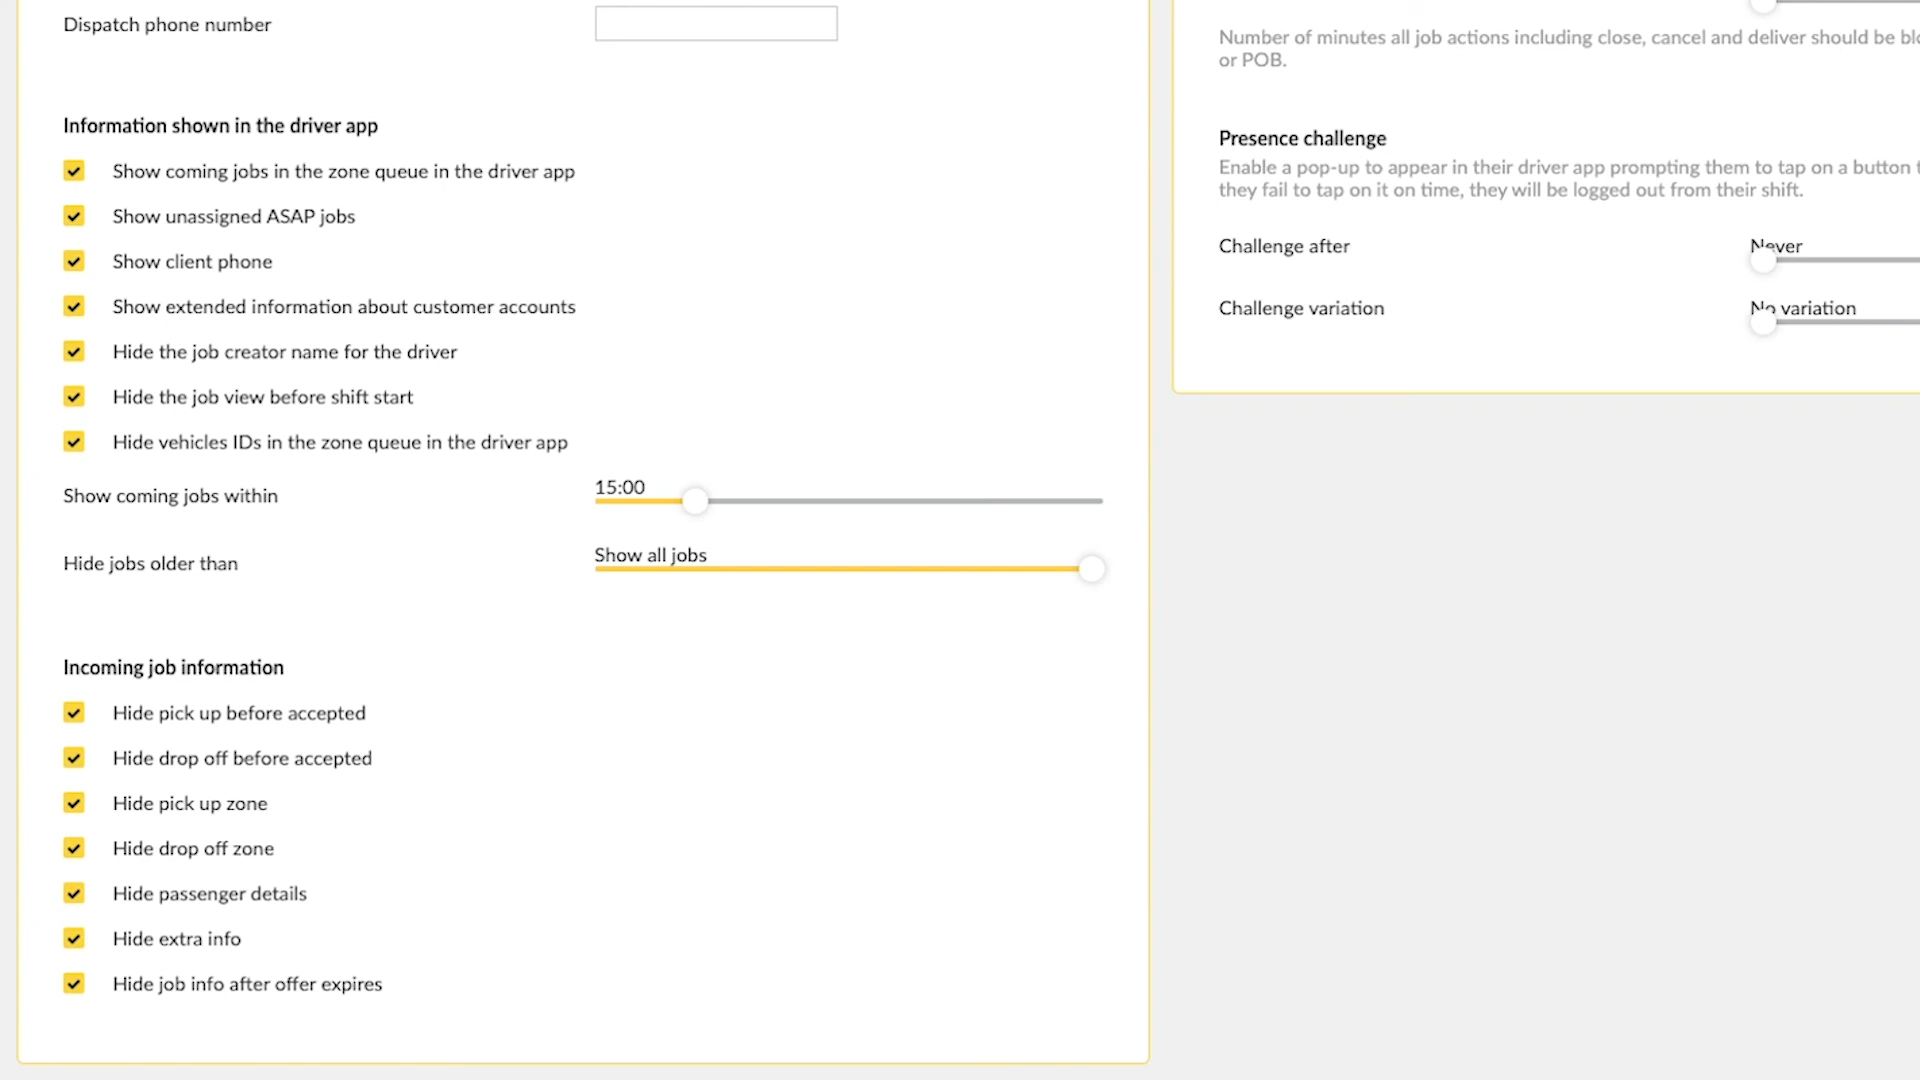 Dispatch phone number
Information shown in the driver app
Show coming jobs in the zone queue in the driver app
Show unassigned ASAP jobs
Show client phone
Show extended information about customer accounts
Hide the job creator name for the driver
Hide the job view before shift start
Hide vehicles IDs in the zone queue in the driver app
Show coming jobs within
15:00
Hide jobs older than
Show all jobs
Incoming job information
Hide pick up before accepted
Hide drop off before accepted
Hide pick up zone
Hide drop off zone
Hide passenger details
Hide extra info
Hide job info after offer expires
Number of minutes all job actions including close, cancel and deliver should be
or POB.
Presence challenge
Enable a pop-up to appear in their driver app prompting them to tap on a button
they fail to tap on it on time, they will be logged out from their shift.
Challenge after
Never
Challenge variation
No variation